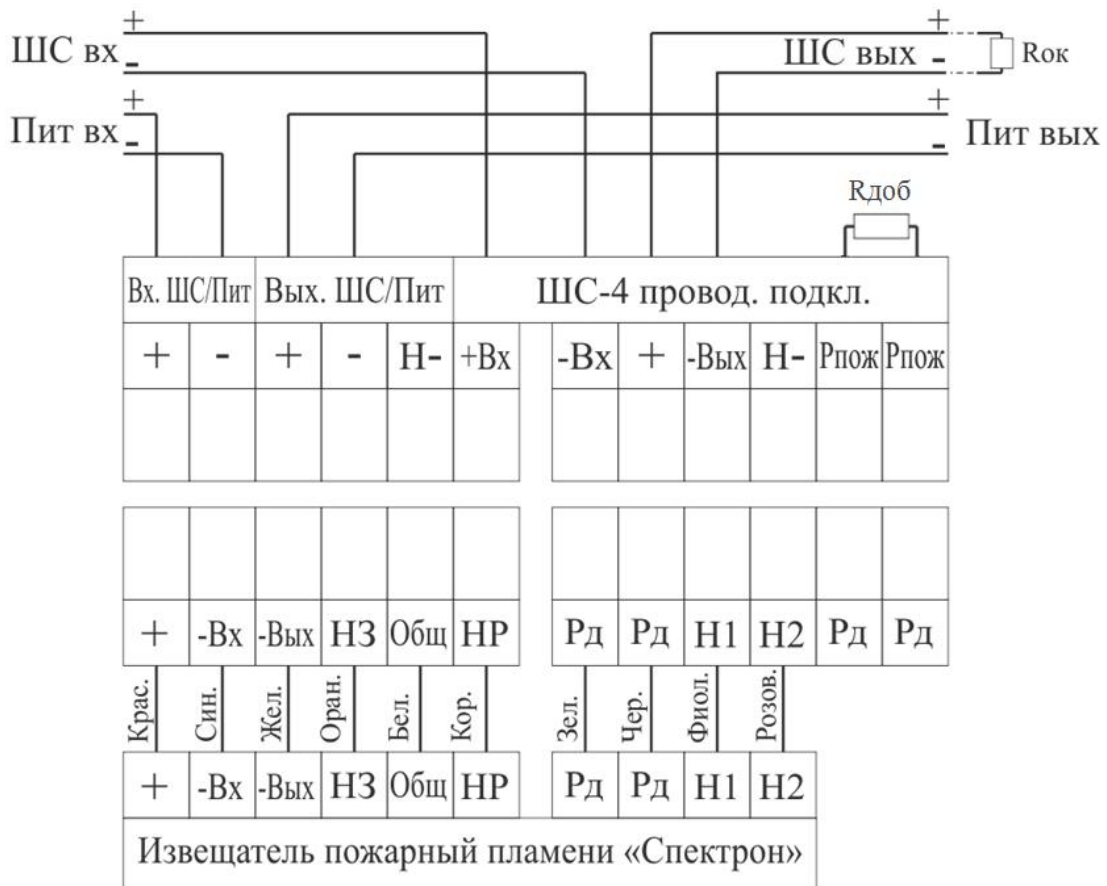 + +
ШС вх - ШС вых - Rок
+ +
Пит вх - - Пит вых
Rдоб
Вх. ШС/Пит Вых. ШС/Пит ШС-4 провод. подкл.
+ - + - Н- +Вх -Вх + -Вых Н- Рпож Рпож
+ -Вх -Вых НЗ Общ НР Рд Рд Н1 Н2 Рд Рд
Крас. Син. Жел. Оран. Бел. Кор. Зел. Чер. Фиол. Розов.
+ -Вх -Вых НЗ Общ НР Рд Рд Н1 Н2
Извещатель пожарный пламени «Спектрон»